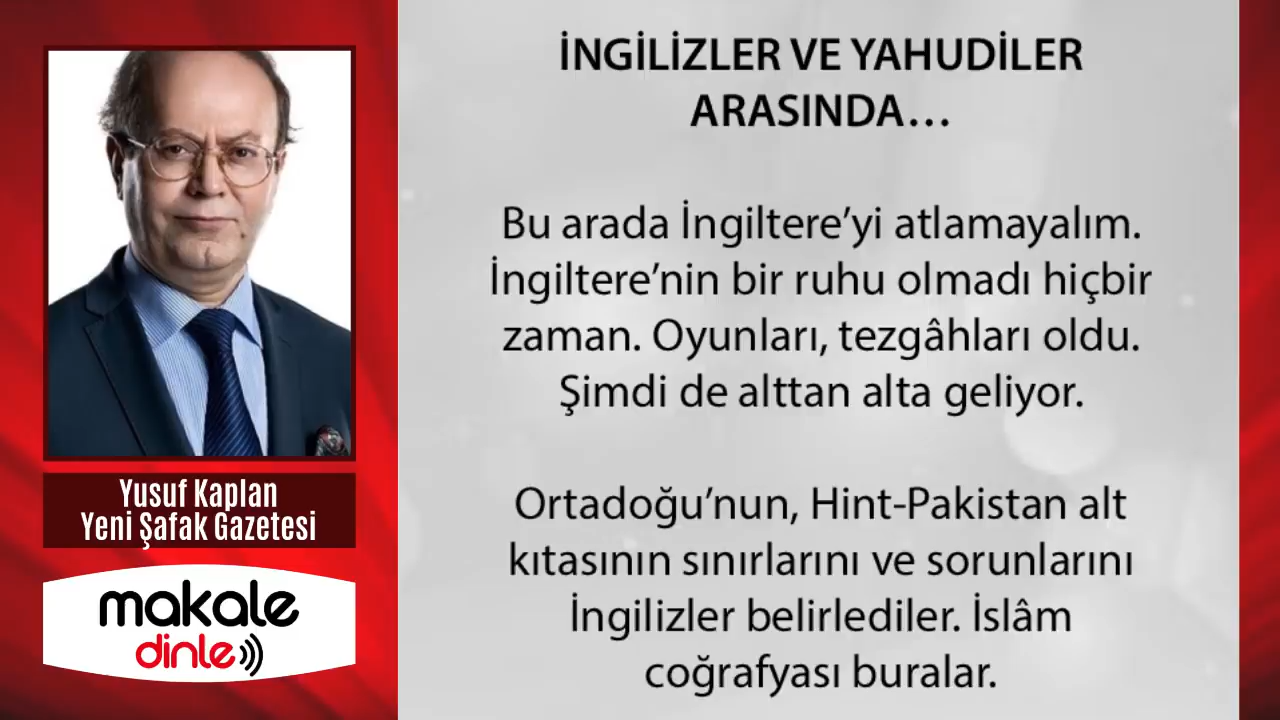 İNGİLİZLER VE YAHUDİLER
ARASINDA…
Bu arada İngiltere’yi atlamayalım.
İngiltere’nin bir ruhu olmadı hiçbir
zaman. Oyunları, tezgâhları oldu.
Şimdi de alttan alta geliyor.
Ortadoğu’nun, Hint-Pakistan alt
kıtasının sınırlarını ve sorunlarını
İngilizler belirlediler. İslâm
coğrafyası buralar.
Yusuf Kaplan
Yeni Şafak Gazetesi
makale
dinle